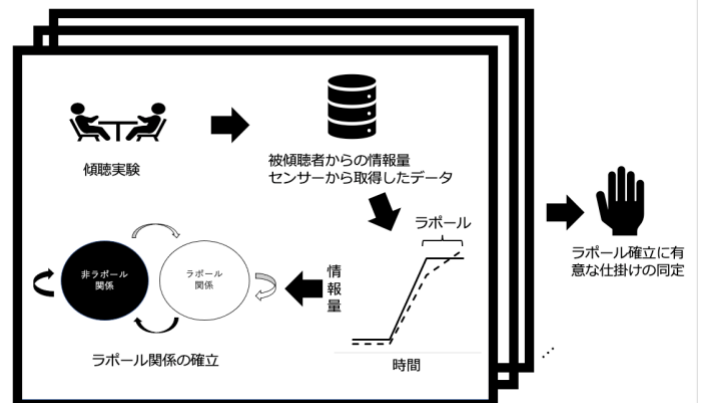 傾聴実験
被傾聴者からの情報量
センサーから取得したデータ
ラポール
情報量
時間
非ラポール
関係
ラポール
関係
ラポール関係の確立
ラポール確立に有
意な仕掛けの同定
…